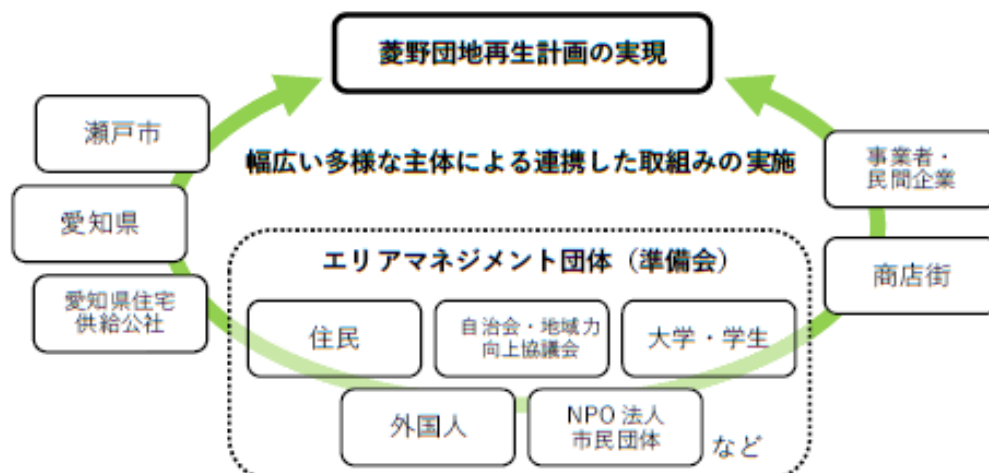 菱野団地再生計画の実現
瀬戸市
幅広い多様な主体による連携した取組みの実施
事業者・
民間企業
愛知県
エリアマネジメント団体（準備会）
商店街
愛知県住宅
供給公社
住民
自治会・地域力
向上協議会
大学・学生
外国人
NPO 法人
市民団体
など